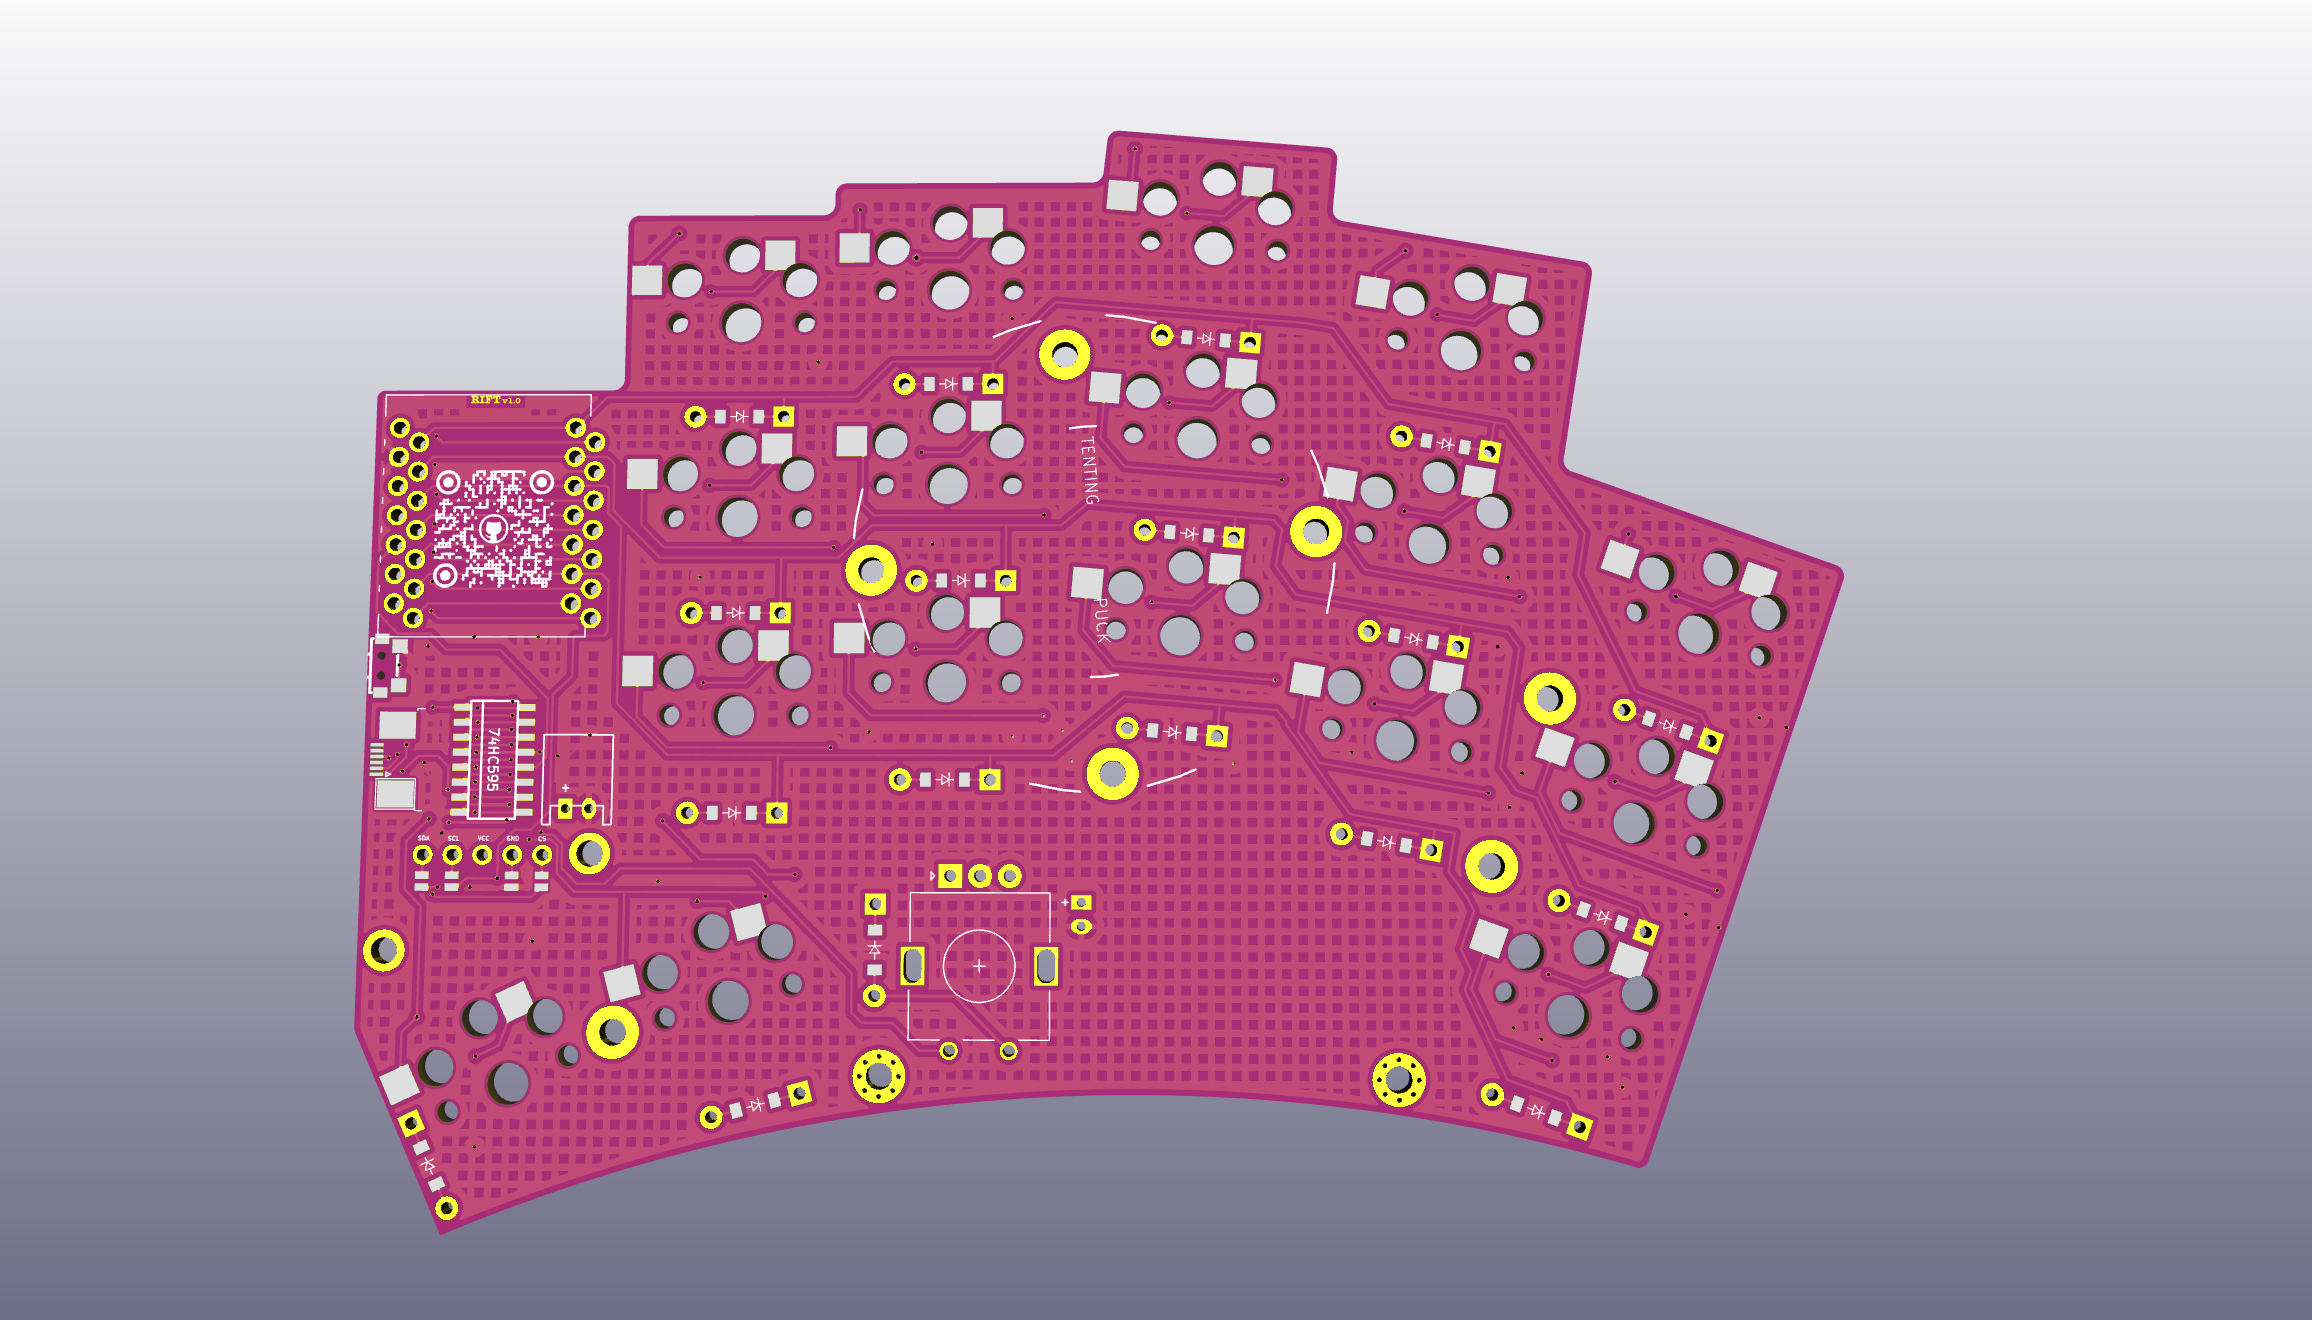 RIFT v1.0
TENTING
PUCK
74HC595
+
SDA SCL VCC GND CS
+